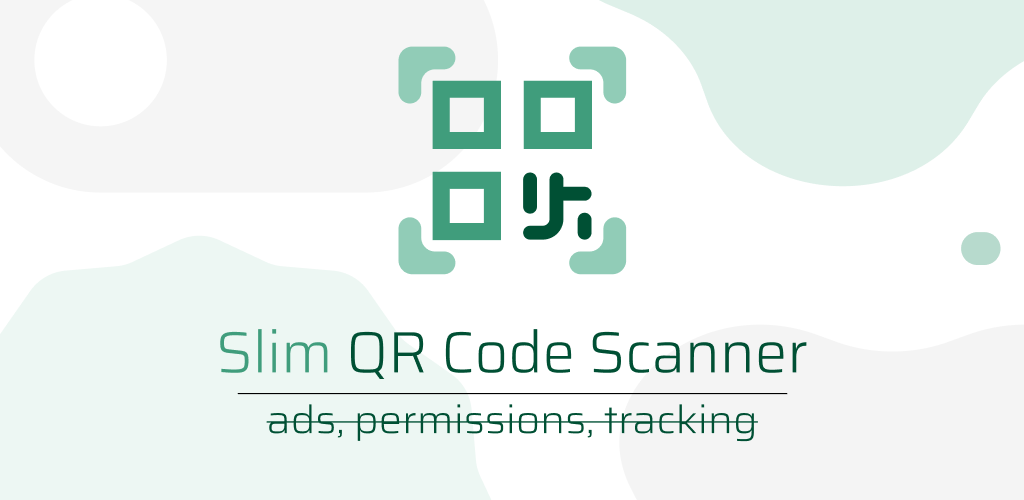 Slim QR Code Scanner
ads, permissions, tracking